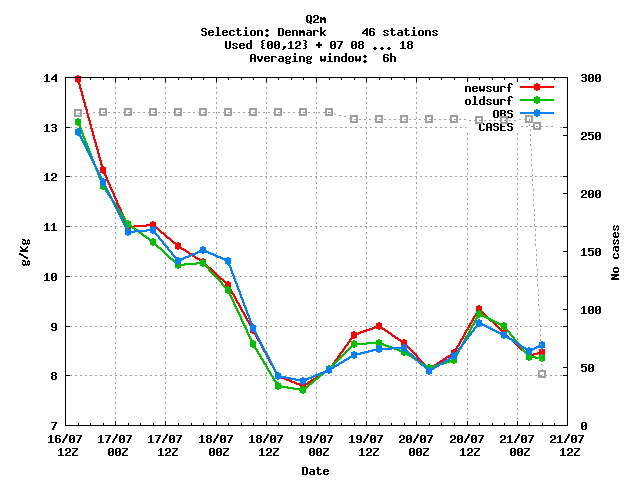 Q2m
Selection: Denmark     46 stations
Used {00,12} + 07 08 ... 18
Averaging window:  6h
newsurf
oldsurf
OBS
CASES
14
13
12
11
10
9
8
7
g/Kg
300
250
200
150
100
50
0
No cases
16/07 17/07 17/07 18/07 18/07 19/07 19/07 20/07 20/07 21/07 21/07
12Z 00Z 12Z 00Z 12Z 00Z 12Z 00Z 12Z 00Z 12Z
Date